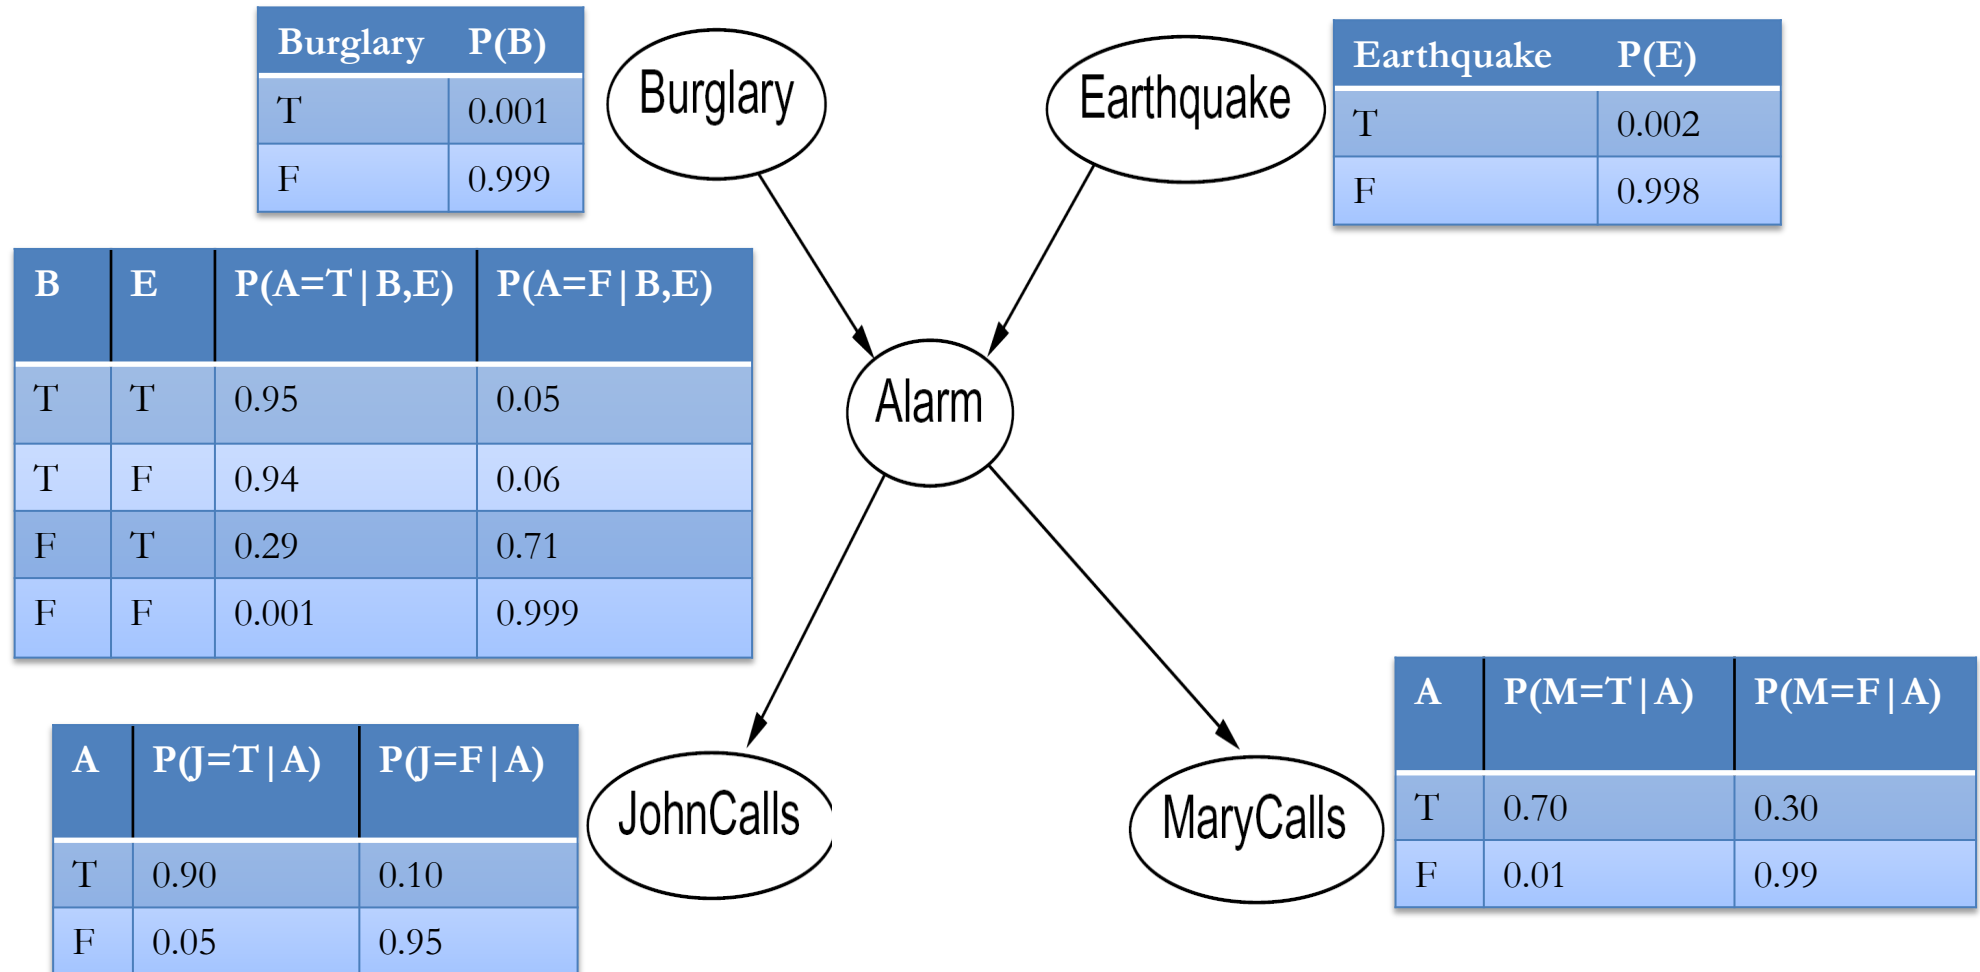 Burglary P(B)
T 0.001
F 0.999
Burglary
Earthquake
Earthquake P(E)
T 0.002
F 0.998
B E P(A=T|B,E) P(A=F|B,E)
T T 0.95 0.05
T F 0.94 0.06
F T 0.29 0.71
F F 0.001 0.999
Alarm
A P(J=T|A) P(J=F|A)
T 0.90 0.10
F 0.05 0.95
JohnCalls
MaryCalls
A P(M=T|A) P(M=F|A)
T 0.70 0.30
F 0.01 0.99